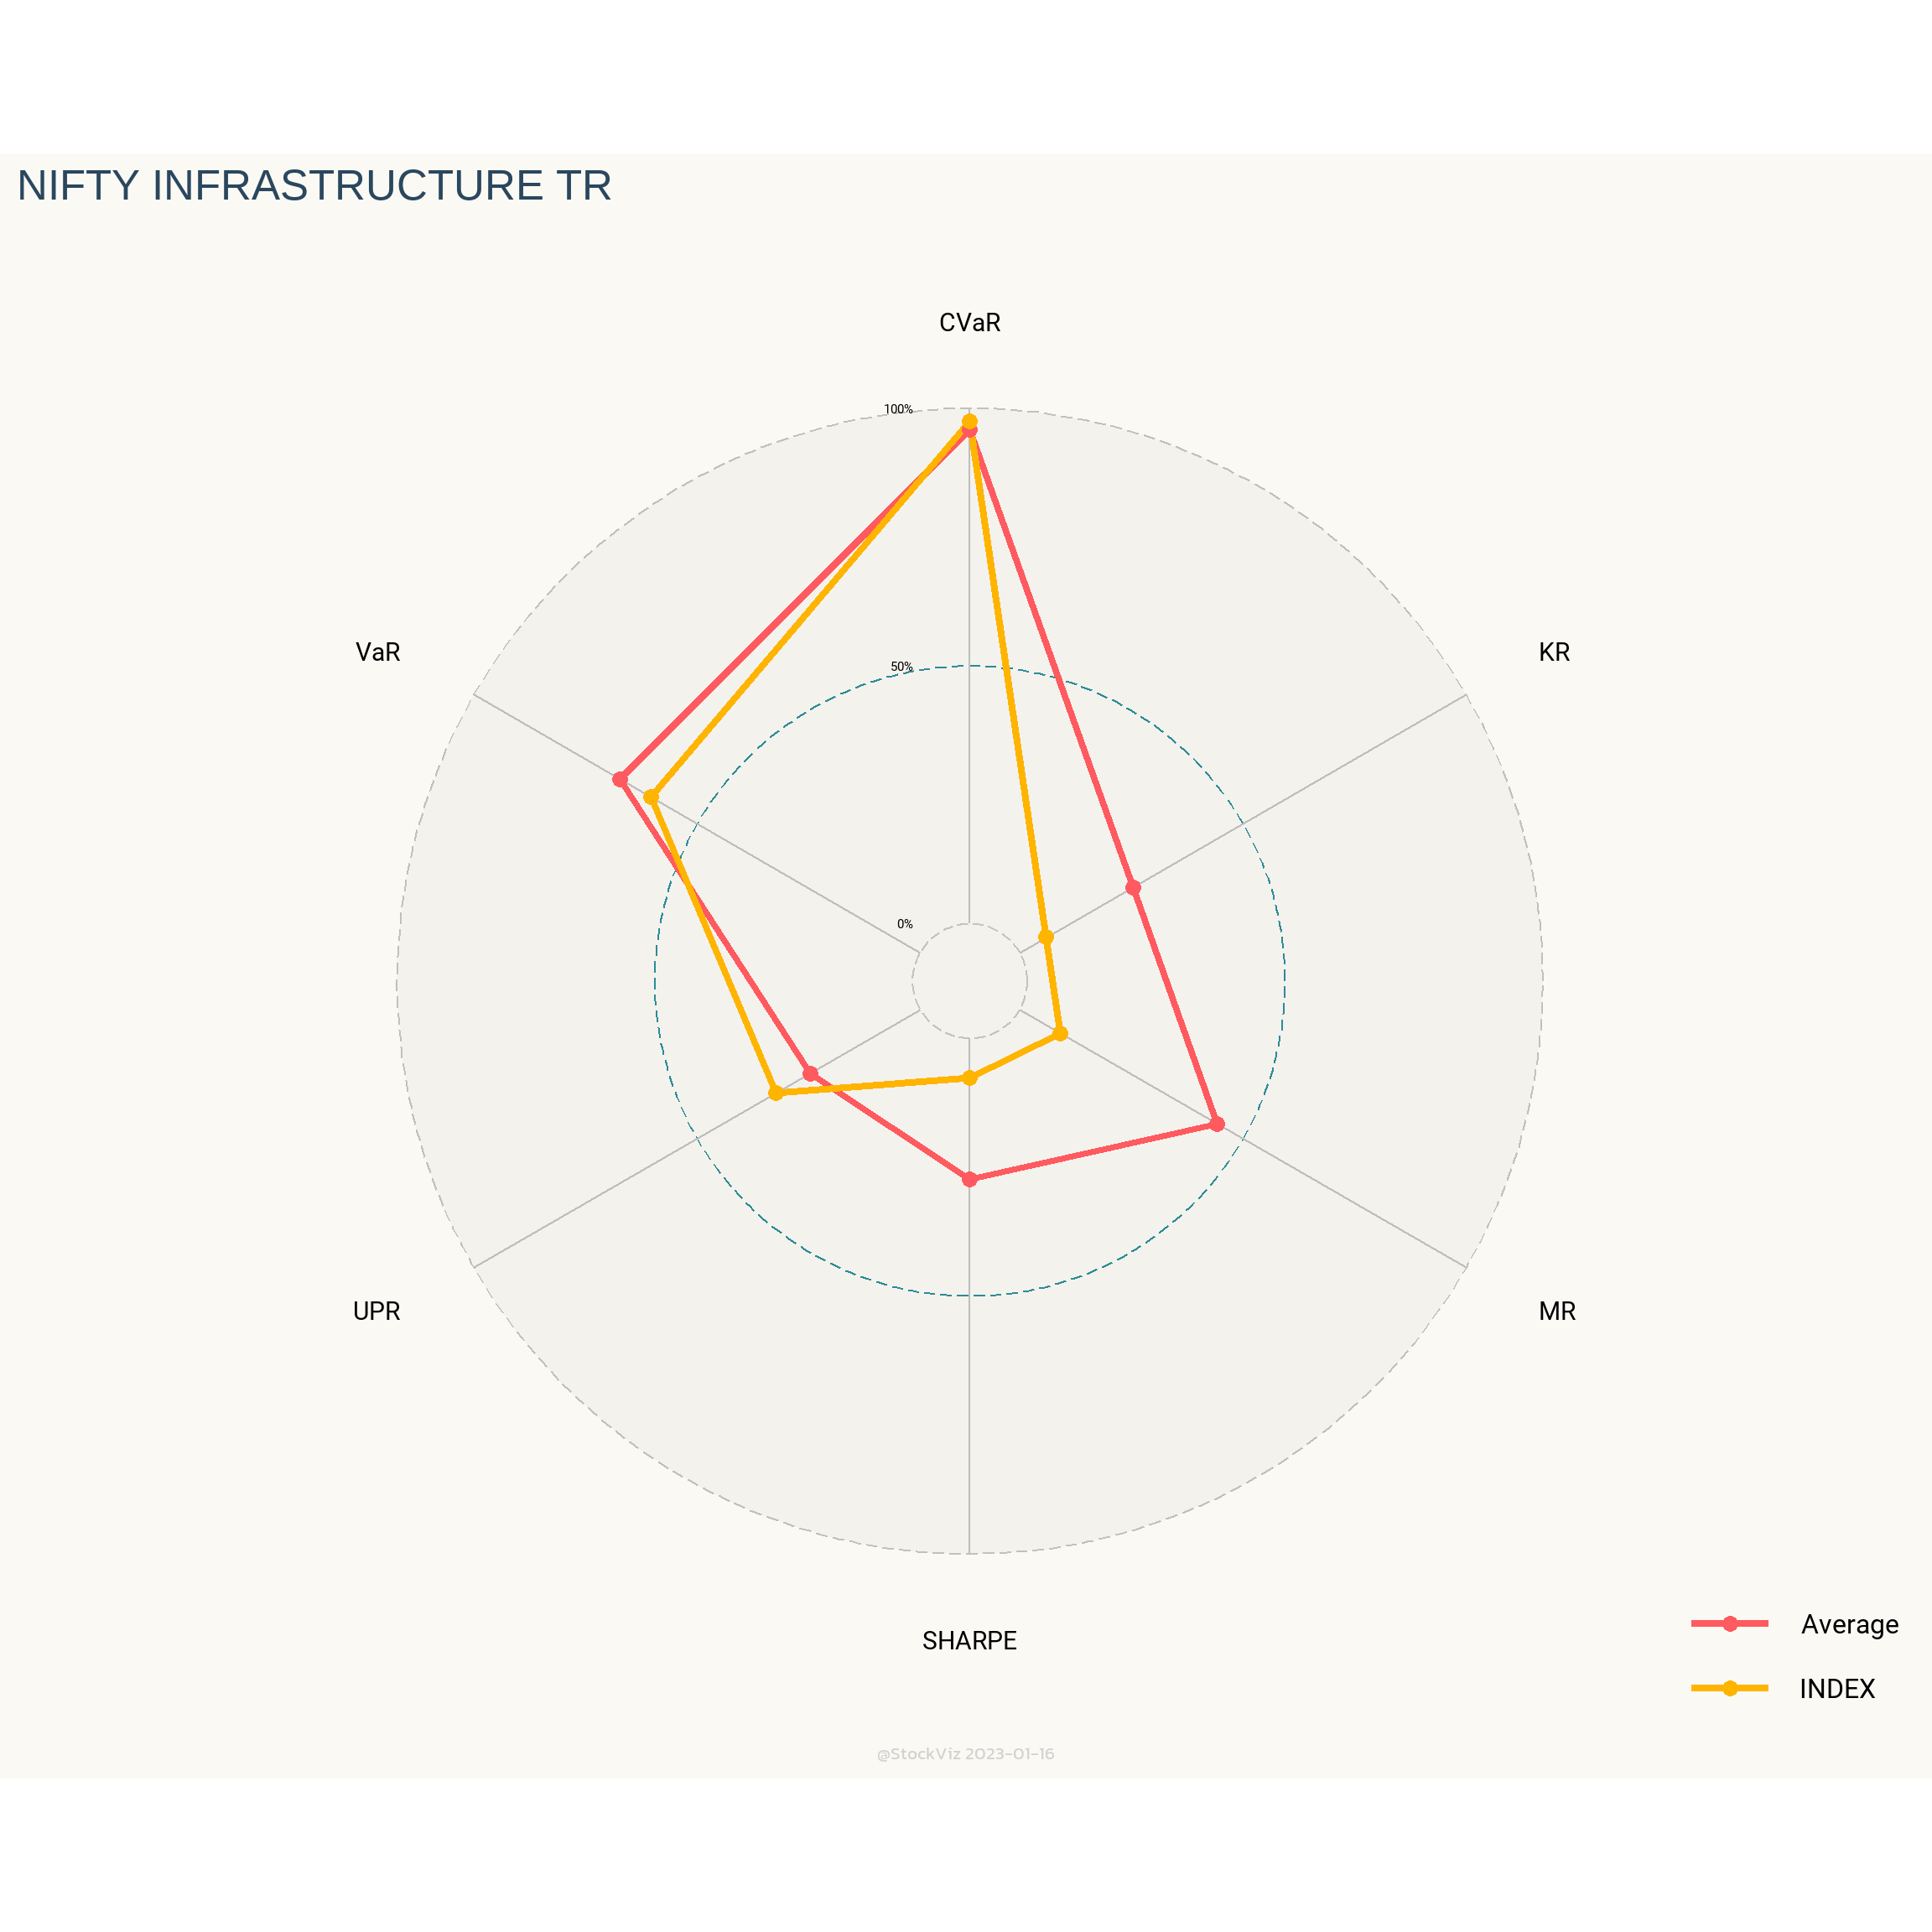 NIFTY INFRASTRUCTURE TR
CVaR
100%
VaR
50%
KR
0%
UPR
MR
SHARPE
Average
INDEX
@StockViz 2023-01-16